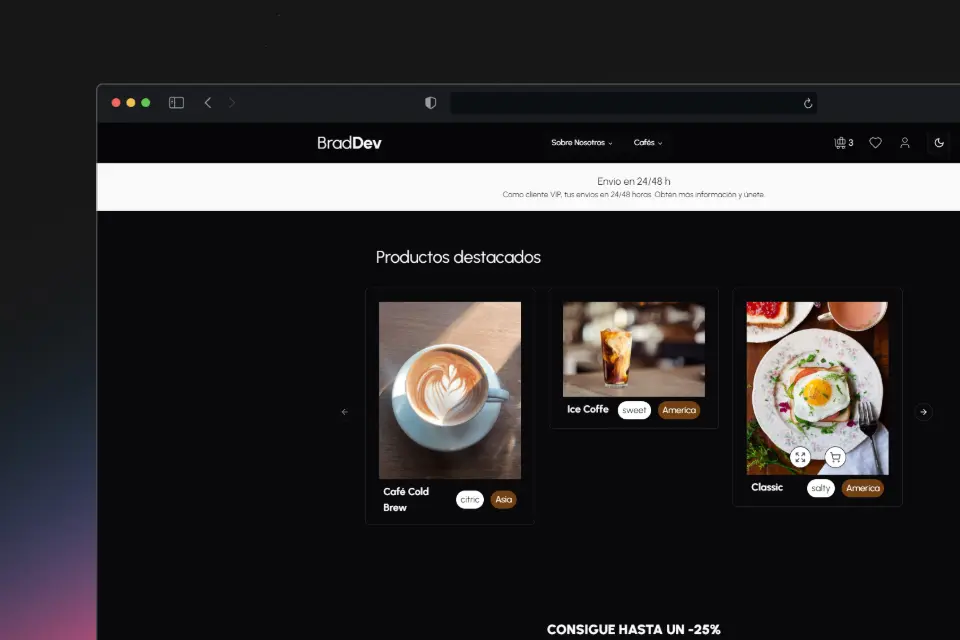 BradDev
Sobre Nosotros
Cafés
3
Envio en 24/48 h
Como cliente VIP, tus envios en 24/48 horas. Obtén más información y únete.
Productos destacados
Café Cold
Brew
citric
Asia
Ice Coffe
sweet
America
Classic
salty
America
CONSIGUE HASTA UN -25%